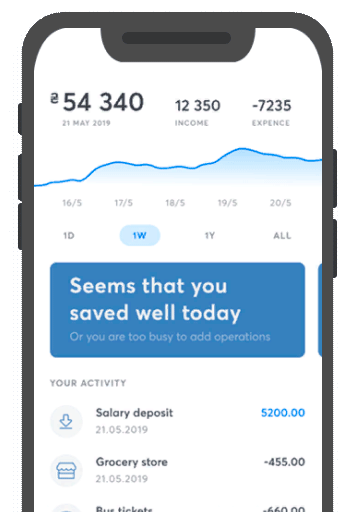 ₴ 54 340 12 350 -7235
21 MAY 2019 INCOME EXPENCE
16/5 17/5 18/5 19/5 20/5
1D 1W 1Y ALL
Seems that you
saved well today
Or you are too busy to add operations
YOUR ACTIVITY
Salary deposit 5200.00
21.05.2019
Grocery store -455.00
21.05.2019
Bus tickets -660.00